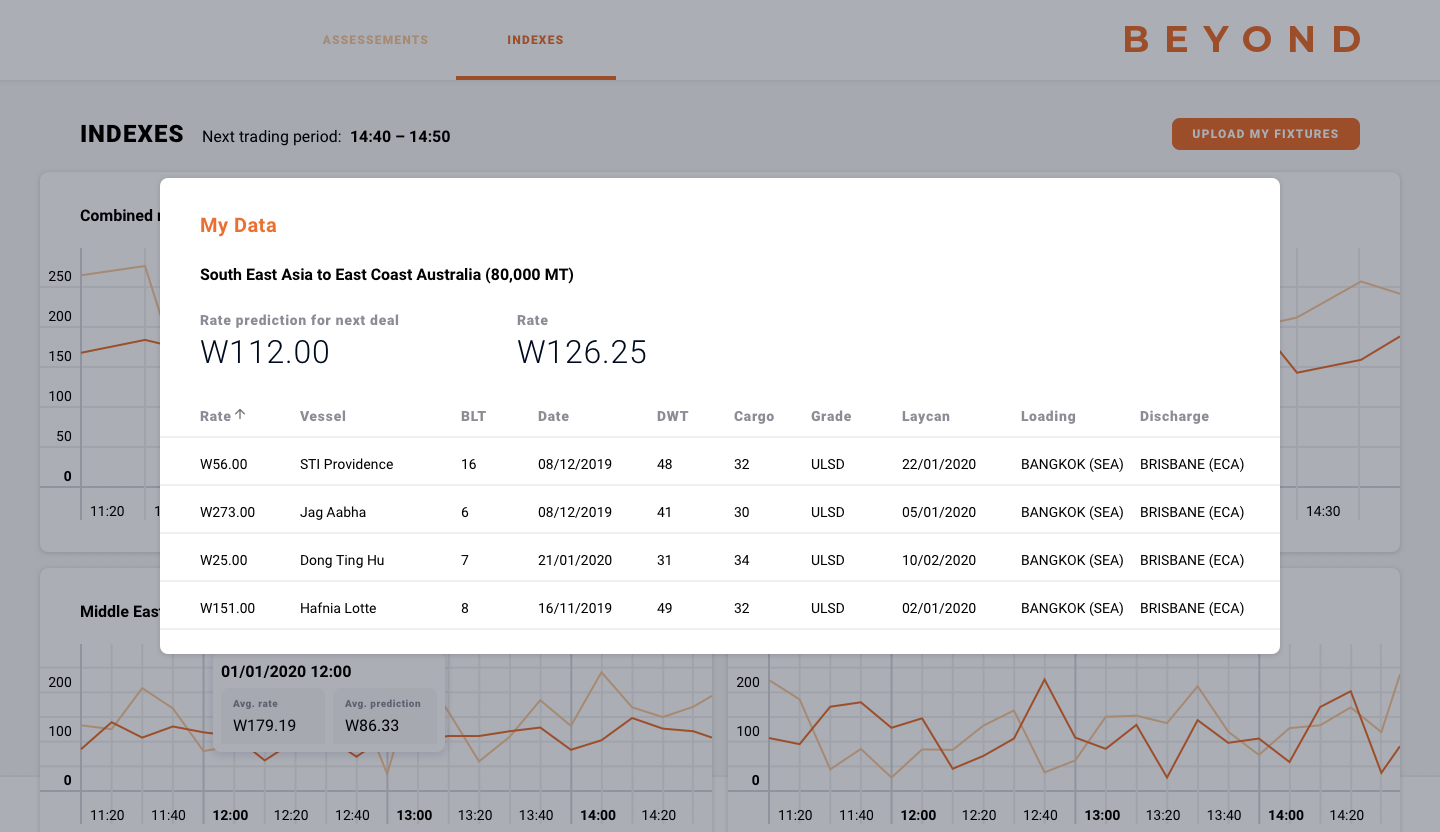 ASSESSEMENTS INDEXES BEYOND
INDEXES Next trading period: 14:40 – 14:50 UPLOAD MY FIXTURES
Combined
250
200
150
100
50
0
11:20 14:30
My Data
South East Asia to East Coast Australia (80,000 MT)
Rate prediction for next deal Rate
W112.00 W126.25
Rate Vessel BLT Date DWT Cargo Grade Laycan Loading Discharge
W56.00 STI Providence 16 08/12/2019 48 32 ULSD 22/01/2020 BANGKOK (SEA) BRISBANE (ECA)
W273.00 Jag Aabha 6 08/12/2019 41 30 ULSD 05/01/2020 BANGKOK (SEA) BRISBANE (ECA)
W25.00 Dong Ting Hu 7 21/01/2020 31 34 ULSD 10/02/2020 BANGKOK (SEA) BRISBANE (ECA)
W151.00 Hafnia Lotte 8 16/11/2019 49 32 ULSD 02/01/2020 BANGKOK (SEA) BRISBANE (ECA)
Middle East
200
100
0
11:20 11:40 12:00 12:20 12:40 13:00 13:20 13:40 14:00 14:20
01/01/2020 12:00
Avg. rate Avg. prediction
W179.19 W86.33
200
100
0
11:20 11:40 12:00 12:20 12:40 13:00 13:20 13:40 14:00 14:20